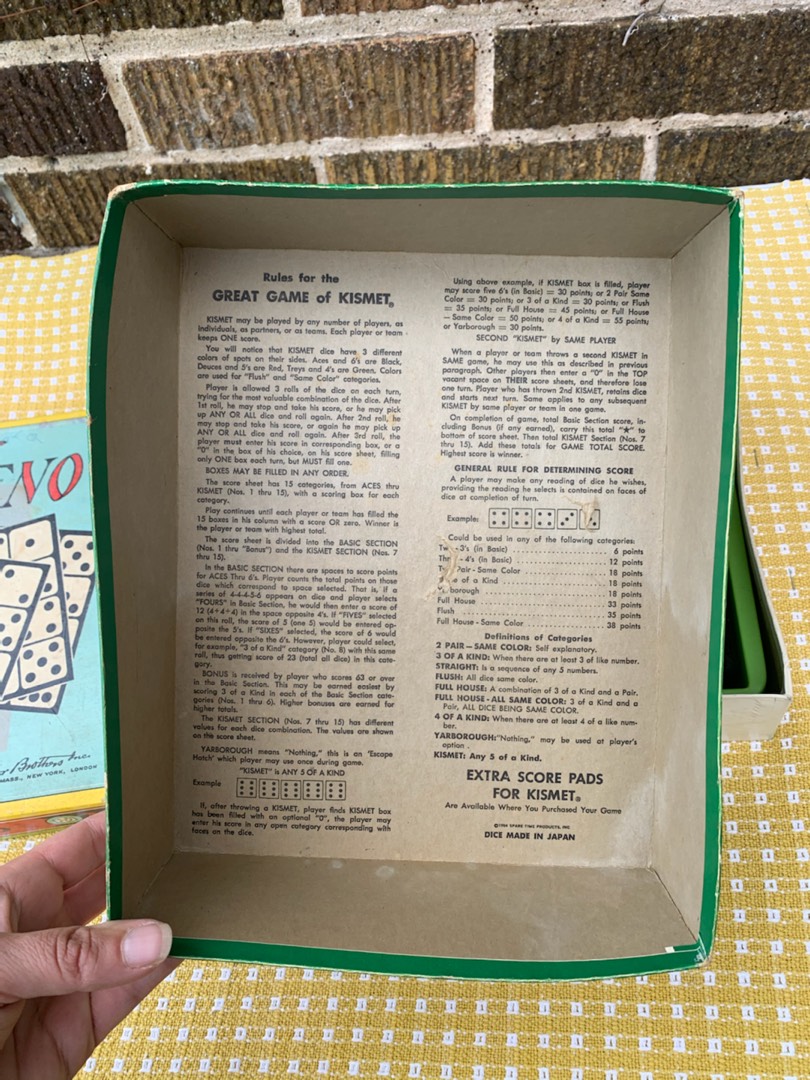 Rules for the
GREAT GAME of KISMET®
KISMET may be played by any number of players, as
individuals, as partners, or as teams. Each player or team
keeps ONE score.
You will notice that KISMET dice have 3 different
colors of spots on their sides. Aces and 6's are Black,
Deuces and 5's are Red, Treys and 4's are Green. Colors
are used for "Flush" and "Same Color" categories.
Player is allowed 3 rolls of the dice on each turn,
trying for the most valuable combination of dice. After
1st roll, he may stop and take his score, or he may pick
up ANY OR ALL dice and roll again. After 2nd roll, he
may stop and take his score, or again he may pick up
ANY OR ALL dice and roll again. After 3rd roll, the
player must enter his score in corresponding box, or a
"0" in the box of his choice, on his score sheet, filling
only ONE box each turn, but MUST fill one.
BOXES MAY BE FILLED IN ANY ORDER.
The score sheet has 15 categories, from ACES thru
KISMET (Nos. 1 thru 15), with a scoring box for each
category.
Play continues until each player or team has filled the
15 boxes in his column with a score OR zero. Winner is
the player or team with highest total.
The score sheet is divided into the BASIC SECTION
(Nos. 1 thru "Bonus") and the KISMET SECTION (Nos. 7
thru 15).
In the BASIC SECTION there are spaces to score points
for ACES Thru 6's. Player counts the total points on those
dice which correspond to space selected. That is, if a
series of 4-4-4-5-6 appears on dice and player selects
"FOURS" in Basic Section, he would then enter a score of
12 (4+4+4) in the space opposite 4's. If "FIVES" selected
on this roll, the score of 5 (one 5) would be entered op-
posite the 5's. If "SIXES" selected, the score of 6 would
be entered opposite the 6's. However, player could select,
for example, "3 of a Kind" category (No. 8) with this same
roll, thus getting score of 23 (total all dice) in this cate-
gory.
BONUS is received by player who scores 63 or over
in the Basic Section. This may be earned easiest by
scoring 3 of a Kind in each of the Basic Section cate-
gories (Nos. 1 thru 6). Higher bonuses are earned for
higher totals.
The KISMET SECTION (Nos. 7 thru 15) has different
values for each dice combination. The values are shown
on the score sheet.
YARBOROUGH means "Nothing," this is an 'Escape
Hatch' which player may use once during game.
"KISMET" is ANY 5 OF A KIND
Example
If, after throwing a KISMET, player finds KISMET box
has been filled with an optional "0", the player may
enter his score in any open category corresponding with
faces on the dice.
Using above example, if KISMET box is filled, player
may score five 6's (in Basic) = 30 points; or 2 Pair Same
Color = 30 points; or 3 of a Kind = 30 points; or Flush
= 35 points; or Full House = 45 points; or Full House
— Same Color = 50 points; or 4 of a Kind = 55 points;
or Yarborough = 30 points.
SECOND "KISMET" by SAME PLAYER
When a player or team throws a second KISMET in
SAME game, he may use this as described in previous
paragraph. Other players then enter a "0" in the TOP
vacant space on THEIR score sheets, and therefore lose
one turn. Player who has thrown 2nd KISMET, retains dice
and starts next turn. Same applies to any subsequent
KISMET by same player or team in one game.
On completion of game, total Basic Section score, in-
cluding Bonus (if any earned), carry this total "★" to
bottom of score sheet. Then total KISMET Section (Nos. 7
thru 15). Add these totals for GAME TOTAL SCORE.
Highest score is winner.
GENERAL RULE FOR DETERMINING SCORE
A player may make any reading of dice he wishes,
providing the reading he selects is contained on faces of
dice at completion of turn.
Example:
Could be used in any of the following categories:
3's (in Basic) 6 points
4's (in Basic) 12 points
Pair - Same Color 18 points
of a Kind 18 points
borough 18 points
Full House 33 points
Flush 35 points
Full House - Same Color 38 points
Definitions of Categories
2 PAIR — SAME COLOR: Self explanatory.
3 OF A KIND: When there are at least 3 of like number.
STRAIGHT: Is a sequence of any 5 numbers.
FLUSH: All dice same color.
FULL HOUSE: A combination of 3 of a Kind and a Pair.
FULL HOUSE - ALL SAME COLOR: 3 of a Kind and a
Pair, ALL DICE BEING SAME COLOR.
4 OF A KIND: When there are at least 4 of a like num-
ber.
YARBOROUGH: "Nothing," may be used at player's
option.
KISMET: Any 5 of a Kind.
EXTRA SCORE PADS
FOR KISMET®
Are Available Where You Purchased Your Game
SPARE TIME PRODUCTS, INC.
DICE MADE IN JAPAN
NO
Brothers Inc.
MASS., NEW YORK, LONDON